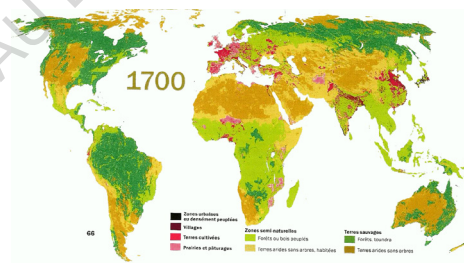 1700
66
Zones arborées
ou densément peuplées
Villages
Terres cultivées
Prairies et pâturages
Zones semi-naturelles
Forêts ou bois peuplés
Terres arides sans arbres, habitées
Terres sauvages
Forêts, toundra
Terres arides sans arbres